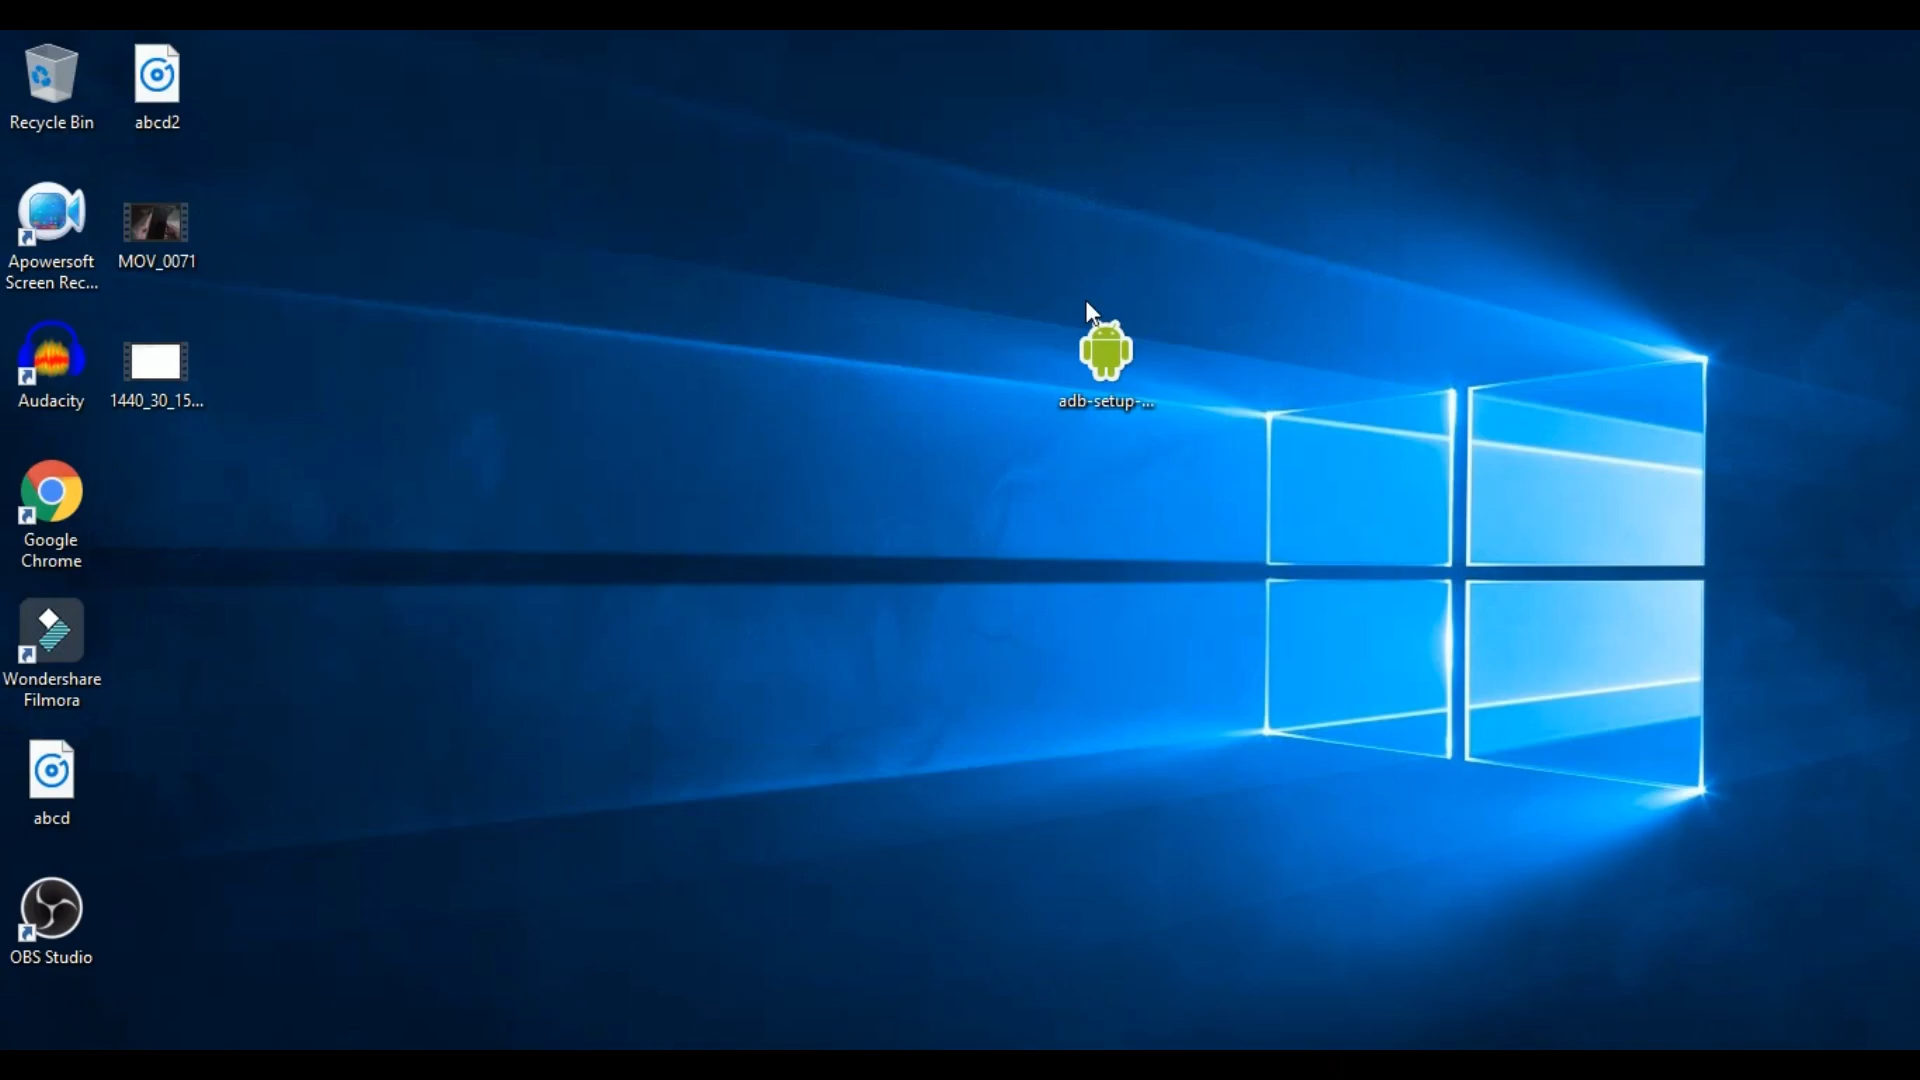 Recycle Bin
abcd2
Apowersoft
Screen Rec...
MOV_0071
Audacity
1440_30_15...
adb-setup-...
Google
Chrome
Wondershare
Filmora
abcd
OBS Studio